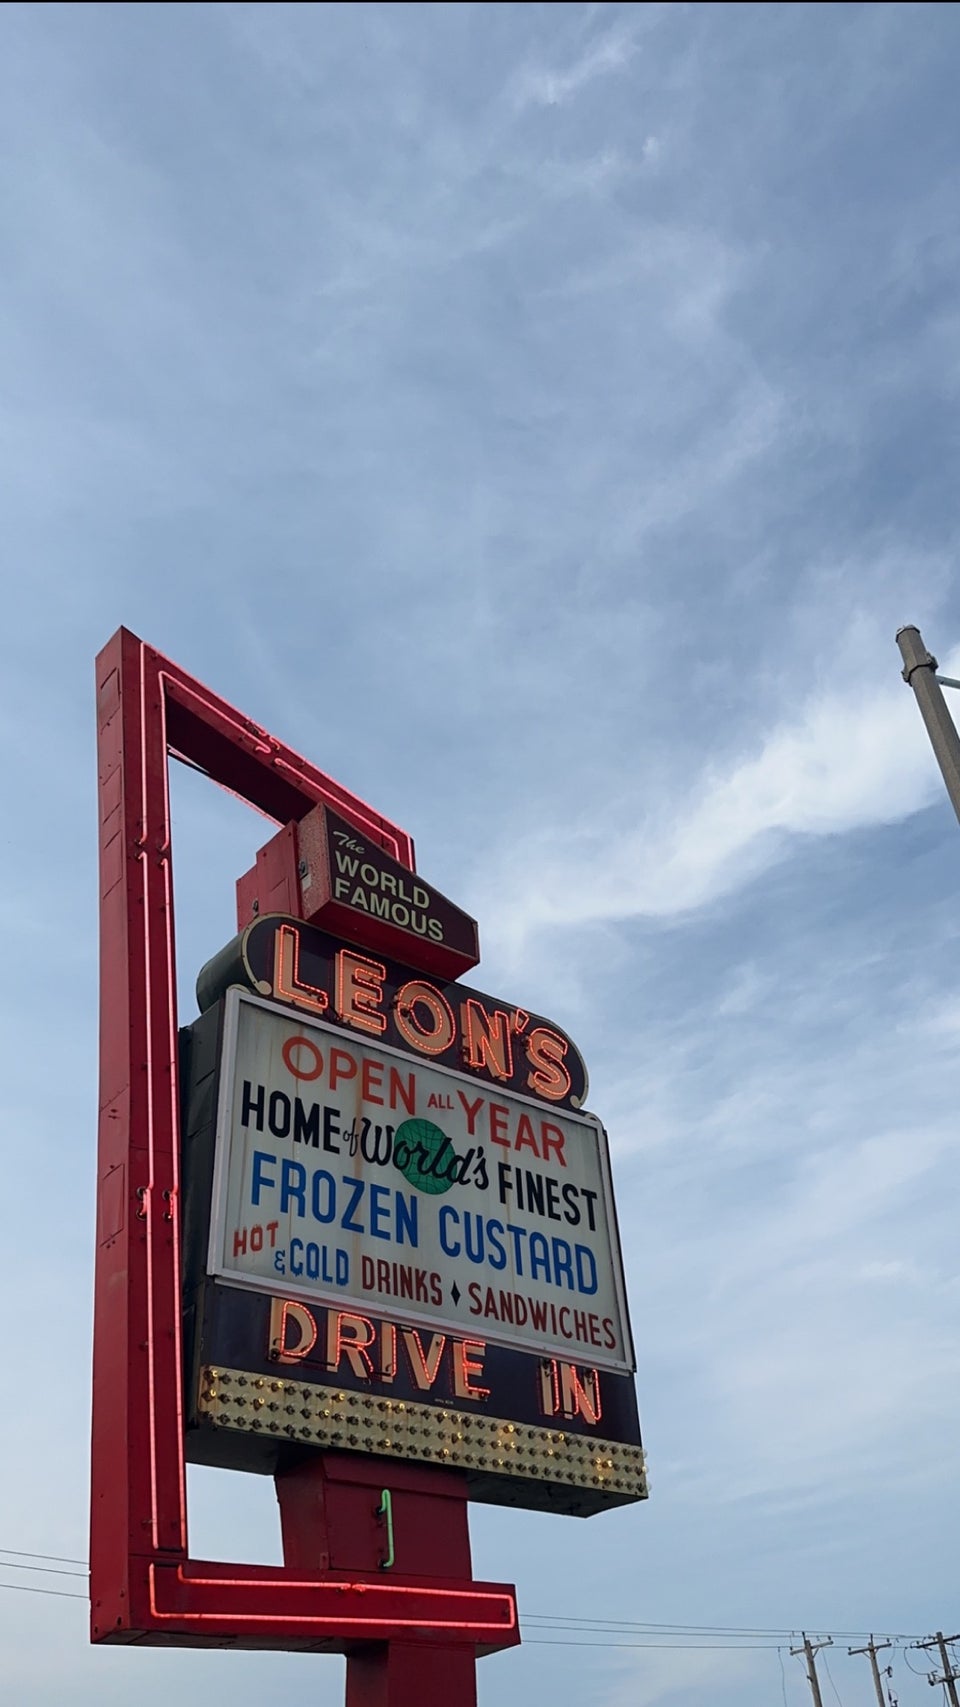 The
WORLD
FAMOUS
LEON'S
OPEN ALL YEAR
HOME of World's FINEST
FROZEN CUSTARD
HOT & COLD DRINKS ♦ SANDWICHES
DRIVE IN